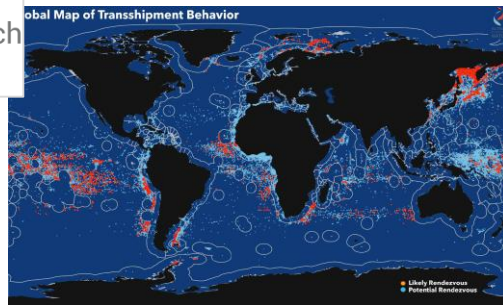 ch
obal Map of Transshipment Behavior
Likely Rendezvous
Potential Rendezvous